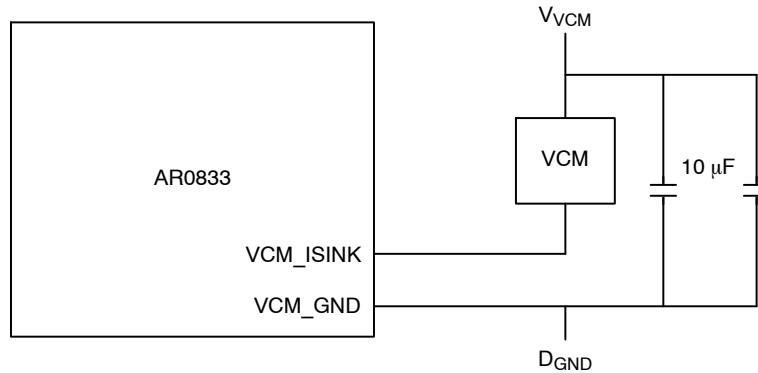 V_VCM
VCM
10 μF
AR0833
VCM_ISINK
VCM_GND
D_GND